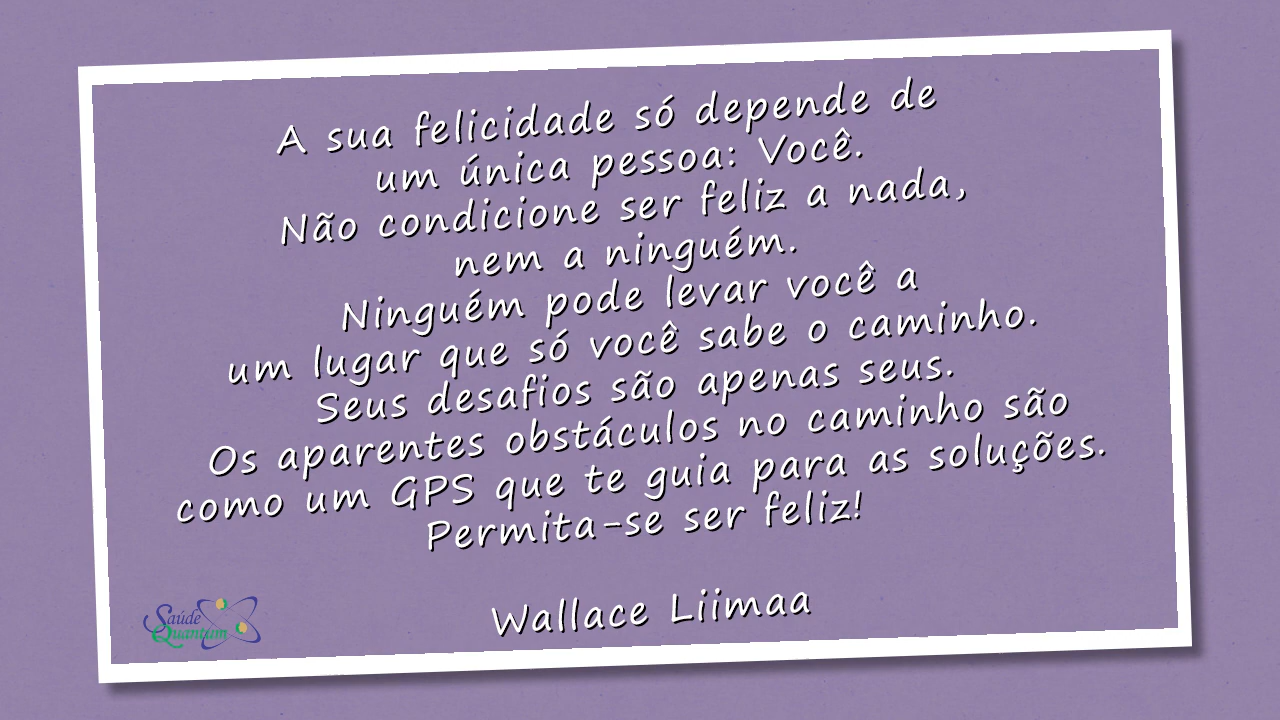 A sua felicidade só depende de
um única pessoa: Você.
Não condicione ser feliz a nada,
nem a ninguém.
Ninguém pode levar você a
um lugar que só você sabe o caminho.
Seus desafios são apenas seus.
Os aparentes obstáculos no caminho são
como um GPS que te guia para as soluções.
Permita-se ser feliz!
Wallace Liimaa
Saúde
Quantum